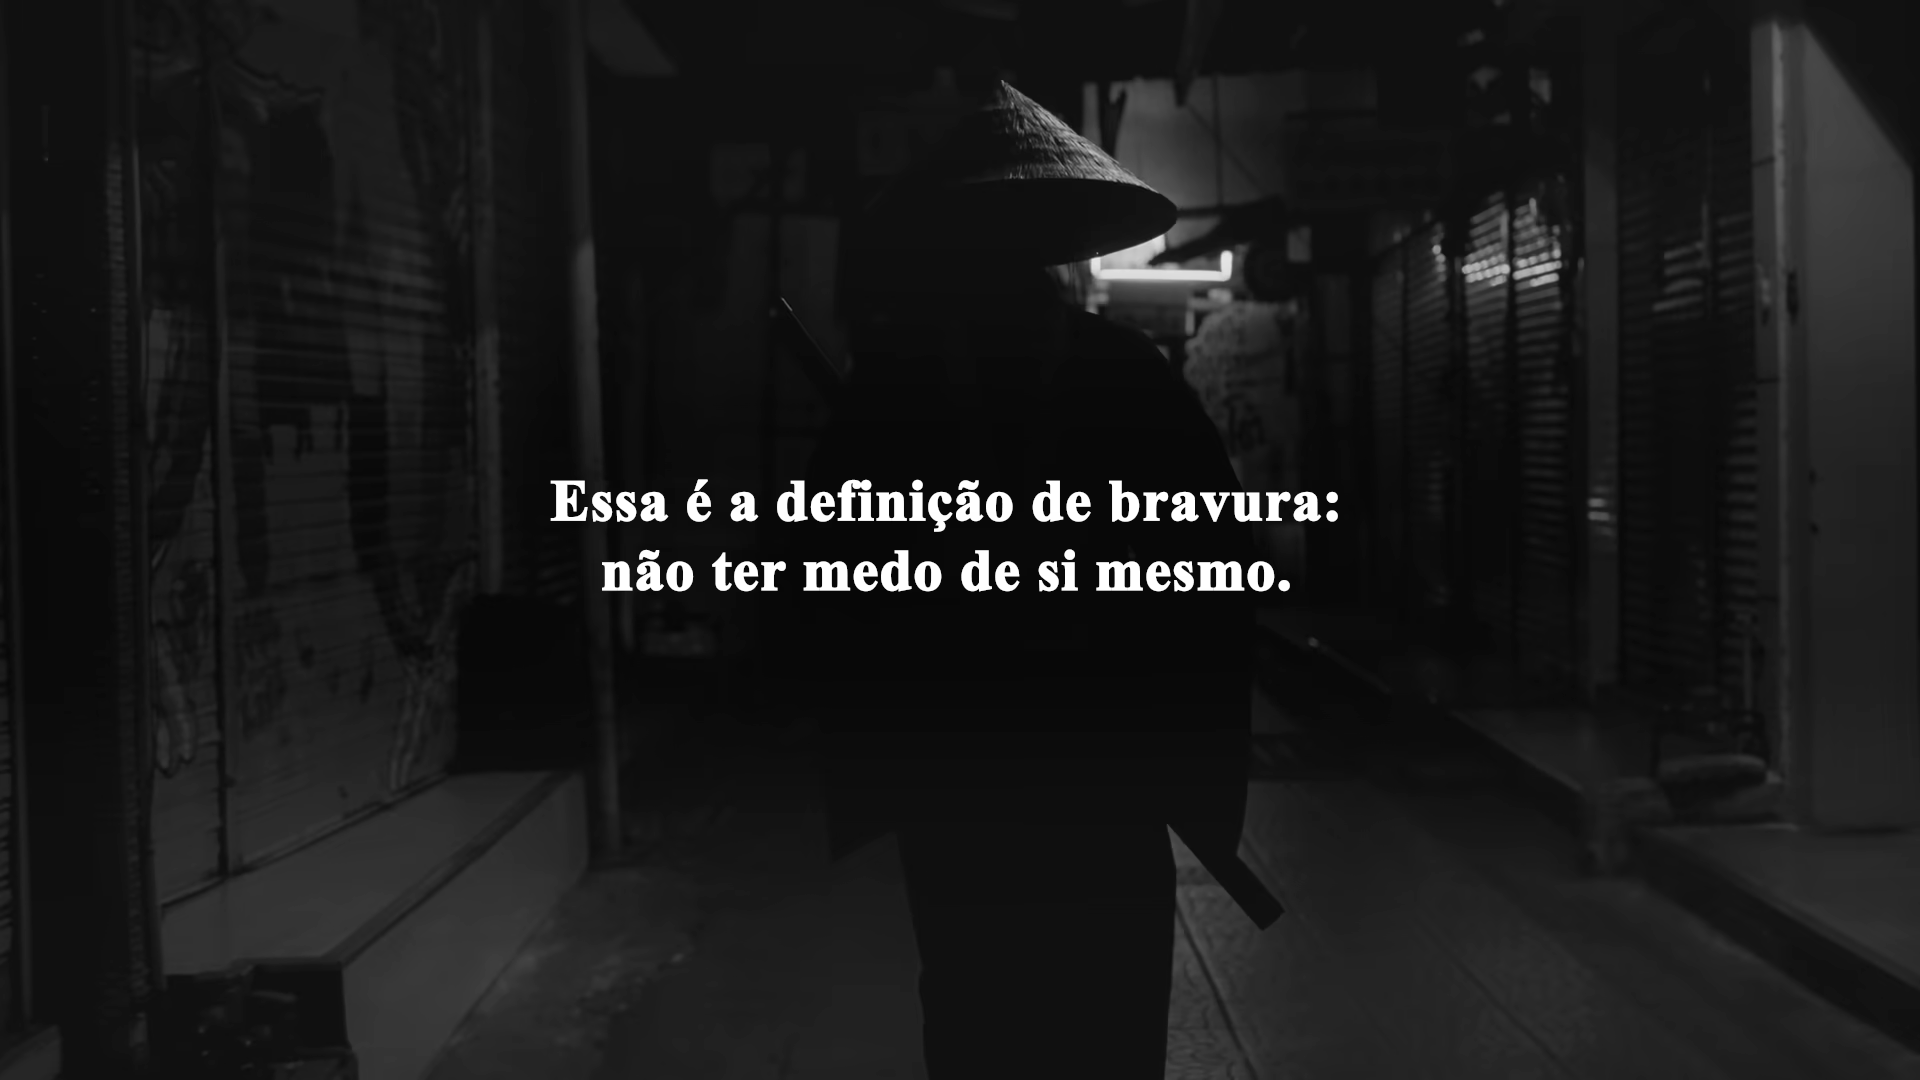 Essa é a definição de bravura:
não ter medo de si mesmo.